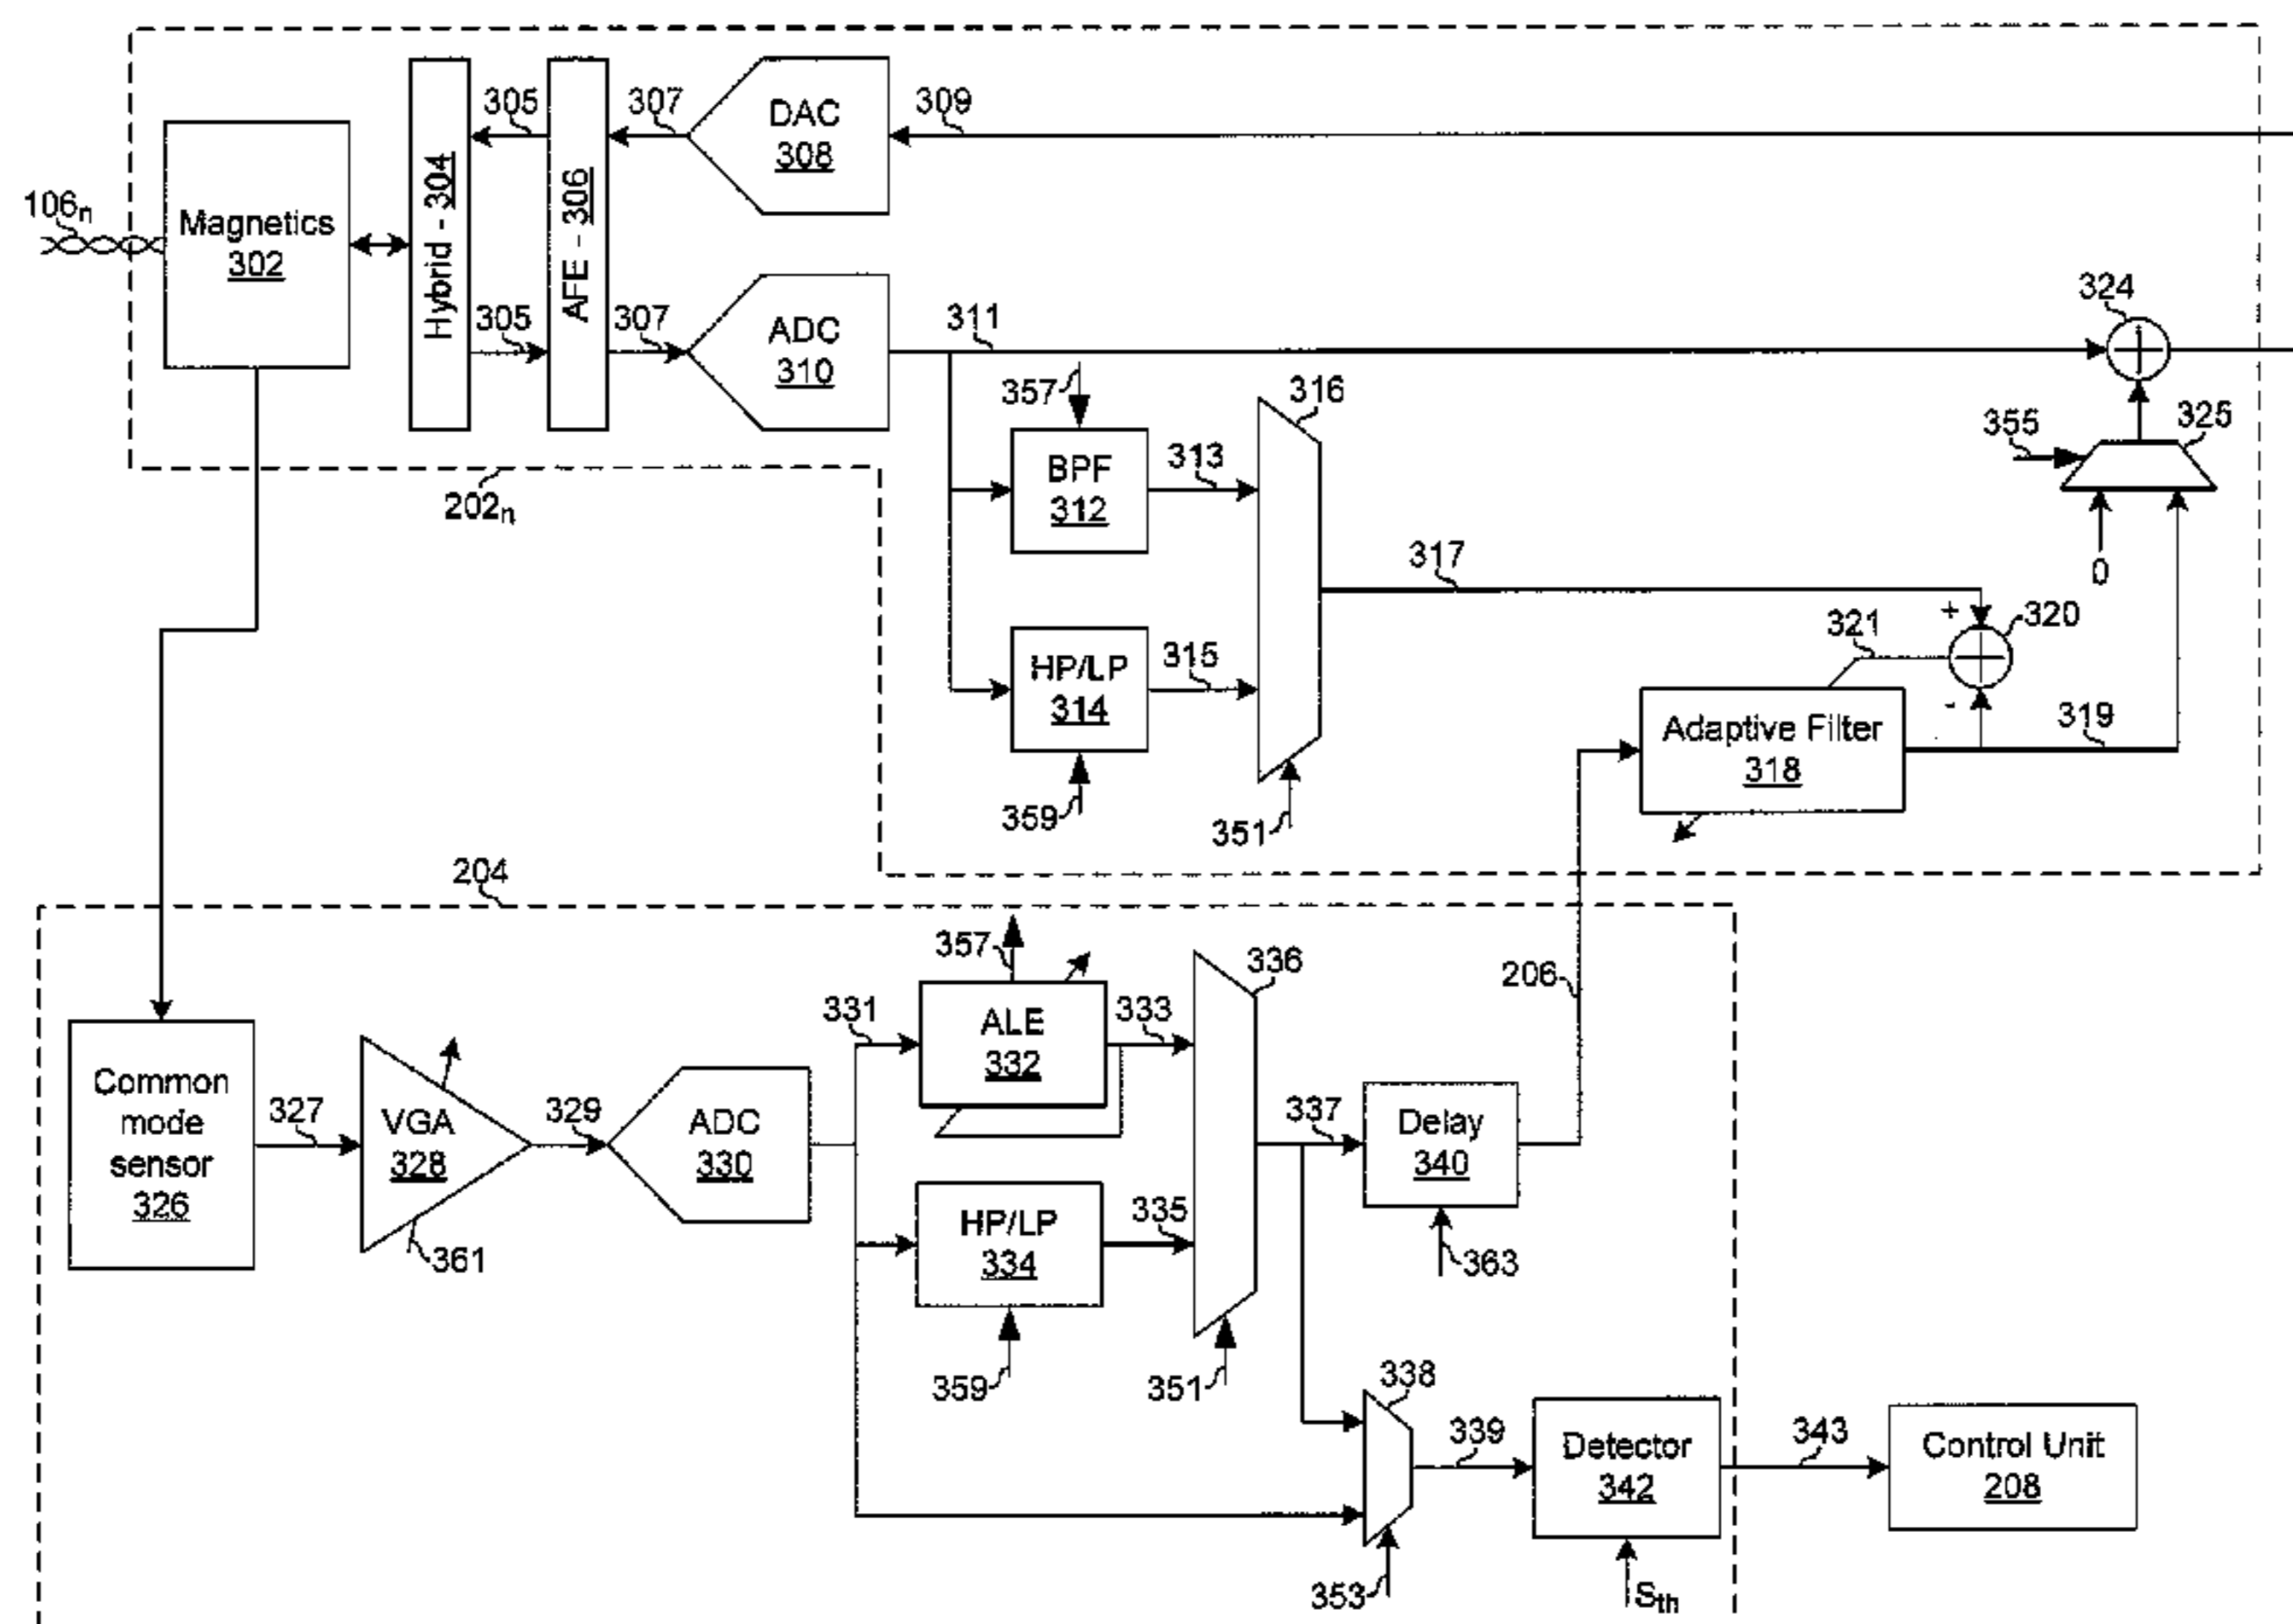 106n
Magnetics
302
Hybrid - 304
305
305
AFE - 306
307
307
DAC
308
309
ADC
310
311
202n
357
BPF
312
313
HP/LP
314
315
359
316
351
317
324
355
325
0
+
320
321
-
Adaptive Filter
318
319
204
Common
mode
sensor
326
327
VGA
328
361
329
ADC
330
331
357
ALE
332
333
HP/LP
334
335
359
336
351
337
Delay
340
363
206
338
353
339
Detector
342
Sth
343
Control Unit
208